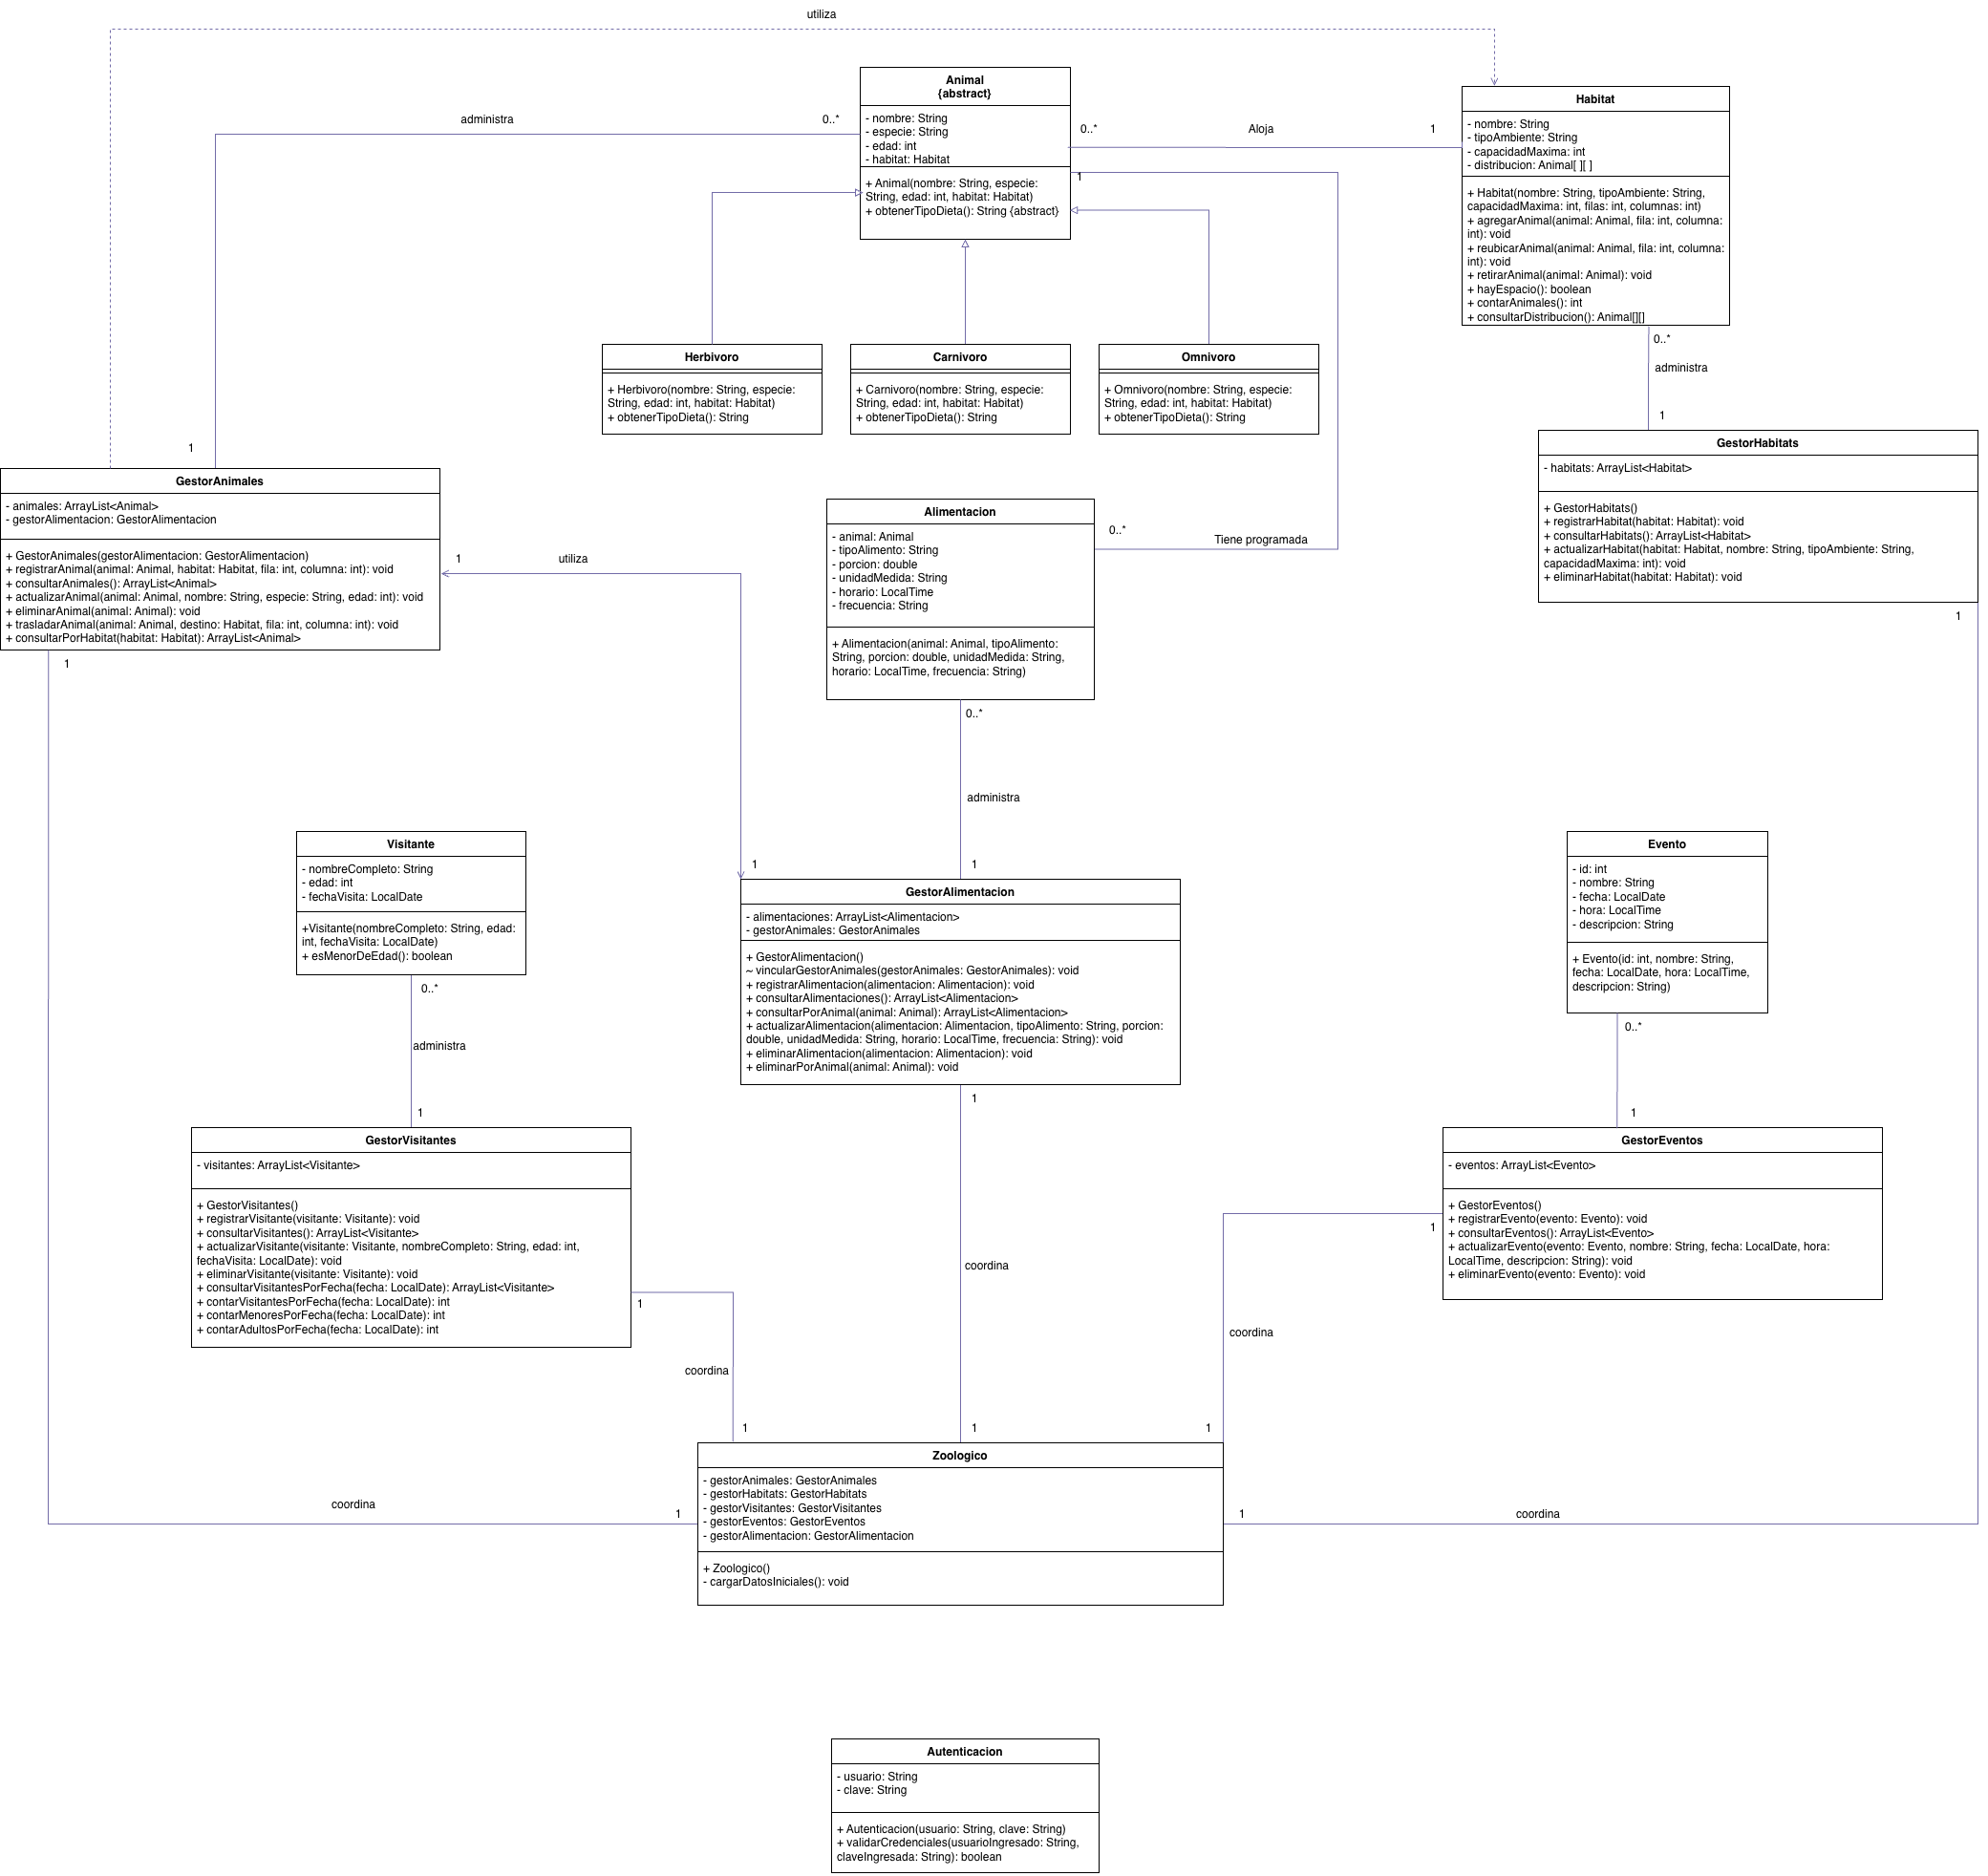 utiliza
Animal
{abstract}
- nombre: String
- especie: String
- edad: int
- habitat: Habitat
+ Animal(nombre: String, especie:
String, edad: int, habitat: Habitat)
+ obtenerTipoDieta(): String {abstract}
administra
0..*
0..*
Aloja
1
1
Habitat
- nombre: String
- tipoAmbiente: String
- capacidadMaxima: int
- distribucion: Animal[ ][ ]
+ Habitat(nombre: String, tipoAmbiente: String,
capacidadMaxima: int, filas: int, columnas: int)
+ agregarAnimal(animal: Animal, fila: int, columna:
int): void
+ reubicarAnimal(animal: Animal, fila: int, columna:
int): void
+ retirarAnimal(animal: Animal): void
+ hayEspacio(): boolean
+ contarAnimales(): int
+ consultarDistribucion(): Animal[][]
0..*
administra
1
Herbivoro
+ Herbivoro(nombre: String, especie:
String, edad: int, habitat: Habitat)
+ obtenerTipoDieta(): String
Carnivoro
+ Carnivoro(nombre: String, especie:
String, edad: int, habitat: Habitat)
+ obtenerTipoDieta(): String
Omnivoro
+ Omnivoro(nombre: String, especie:
String, edad: int, habitat: Habitat)
+ obtenerTipoDieta(): String
1
GestorAnimales
- animales: ArrayList<Animal>
- gestorAlimentacion: GestorAlimentacion
+ GestorAnimales(gestorAlimentacion: GestorAlimentacion)
+ registrarAnimal(animal: Animal, habitat: Habitat, fila: int, columna: int): void
+ consultarAnimales(): ArrayList<Animal>
+ actualizarAnimal(animal: Animal, nombre: String, especie: String, edad: int): void
+ eliminarAnimal(animal: Animal): void
+ trasladarAnimal(animal: Animal, destino: Habitat, fila: int, columna: int): void
+ consultarPorHabitat(habitat: Habitat): ArrayList<Animal>
1
1
utiliza
Alimentacion
- animal: Animal
- tipoAlimento: String
- porcion: double
- unidadMedida: String
- horario: LocalTime
- frecuencia: String
+ Alimentacion(animal: Animal, tipoAlimento:
String, porcion: double, unidadMedida: String,
horario: LocalTime, frecuencia: String)
0..*
Tiene programada
0..*
administra
1
1
GestorHabitats
- habitats: ArrayList<Habitat>
+ GestorHabitats()
+ registrarHabitat(habitat: Habitat): void
+ consultarHabitats(): ArrayList<Habitat>
+ actualizarHabitat(habitat: Habitat, nombre: String, tipoAmbiente: String,
capacidadMaxima: int): void
+ eliminarHabitat(habitat: Habitat): void
1
Visitante
- nombreCompleto: String
- edad: int
- fechaVisita: LocalDate
+Visitante(nombreCompleto: String, edad:
int, fechaVisita: LocalDate)
+ esMenorDeEdad(): boolean
0..*
administra
1
GestorAlimentacion
- alimentaciones: ArrayList<Alimentacion>
- gestorAnimales: GestorAnimales
+ GestorAlimentacion()
~ vincularGestorAnimales(gestorAnimales: GestorAnimales): void
+ registrarAlimentacion(alimentacion: Alimentacion): void
+ consultarAlimentaciones(): ArrayList<Alimentacion>
+ consultarPorAnimal(animal: Animal): ArrayList<Alimentacion>
+ actualizarAlimentacion(alimentacion: Alimentacion, tipoAlimento: String, porcion:
double, unidadMedida: String, horario: LocalTime, frecuencia: String): void
+ eliminarAlimentacion(alimentacion: Alimentacion): void
+ eliminarPorAnimal(animal: Animal): void
1
coordina
1
Evento
- id: int
- nombre: String
- fecha: LocalDate
- hora: LocalTime
- descripcion: String
+ Evento(id: int, nombre: String,
fecha: LocalDate, hora: LocalTime,
descripcion: String)
0..*
1
GestorVisitantes
- visitantes: ArrayList<Visitante>
+ GestorVisitantes()
+ registrarVisitante(visitante: Visitante): void
+ consultarVisitantes(): ArrayList<Visitante>
+ actualizarVisitante(visitante: Visitante, nombreCompleto: String, edad: int,
fechaVisita: LocalDate): void
+ eliminarVisitante(visitante: Visitante): void
+ consultarVisitantesPorFecha(fecha: LocalDate): ArrayList<Visitante>
+ contarVisitantesPorFecha(fecha: LocalDate): int
+ contarMenoresPorFecha(fecha: LocalDate): int
+ contarAdultosPorFecha(fecha: LocalDate): int
1
coordina
1
GestorEventos
- eventos: ArrayList<Evento>
+ GestorEventos()
+ registrarEvento(evento: Evento): void
+ consultarEventos(): ArrayList<Evento>
+ actualizarEvento(evento: Evento, nombre: String, fecha: LocalDate, hora:
LocalTime, descripcion: String): void
+ eliminarEvento(evento: Evento): void
1
coordina
1
Zoologico
- gestorAnimales: GestorAnimales
- gestorHabitats: GestorHabitats
- gestorVisitantes: GestorVisitantes
- gestorEventos: GestorEventos
- gestorAlimentacion: GestorAlimentacion
+ Zoologico()
- cargarDatosIniciales(): void
coordina
1
1
coordina
Autenticacion
- usuario: String
- clave: String
+ Autenticacion(usuario: String, clave: String)
+ validarCredenciales(usuarioIngresado: String,
claveIngresada: String): boolean